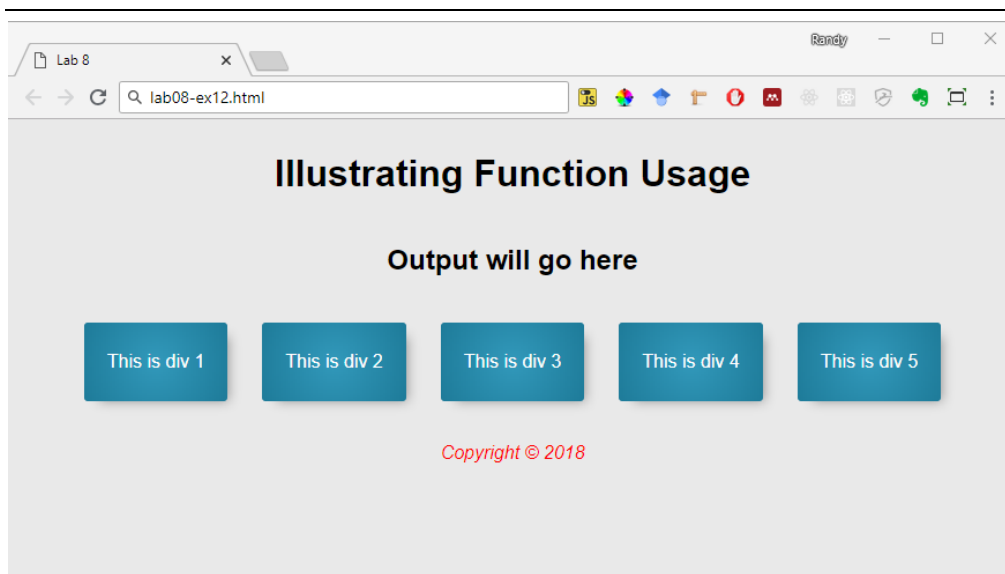 Randy
Lab 8
lab08-ex12.html
JS
Illustrating Function Usage
Output will go here
This is div 1
This is div 2
This is div 3
This is div 4
This is div 5
Copyright © 2018